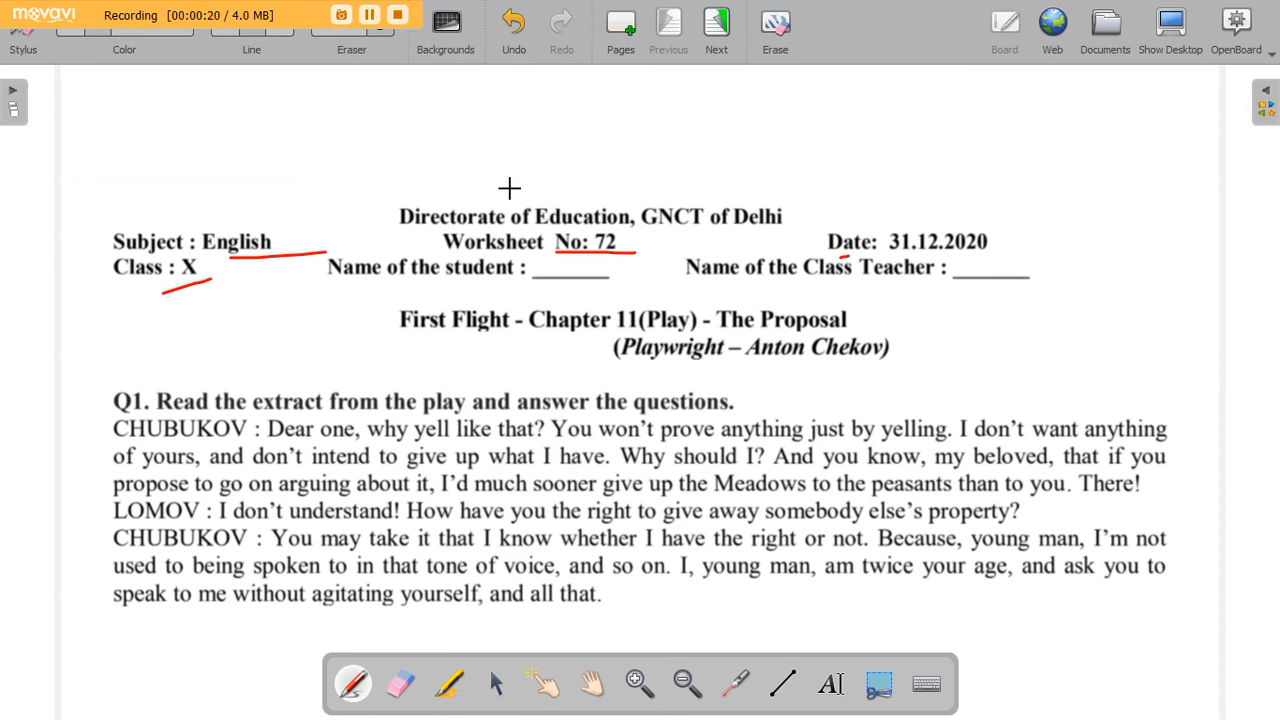 movavi Recording [00:00:20 / 4.0 MB]
Stylus Color Line Eraser Backgrounds Undo Redo Pages Previous Next Erase Board Web Documents Show Desktop OpenBoard
Directorate of Education, GNCT of Delhi
Subject : English Worksheet No: 72 Date: 31.12.2020
Class : X Name of the student : _______ Name of the Class Teacher : _______
First Flight - Chapter 11(Play) - The Proposal
(Playwright – Anton Chekov)
Q1. Read the extract from the play and answer the questions.
CHUBUKOV : Dear one, why yell like that? You won’t prove anything just by yelling. I don’t want anything
of yours, and don’t intend to give up what I have. Why should I? And you know, my beloved, that if you
propose to go on arguing about it, I’d much sooner give up the Meadows to the peasants than to you. There!
LOMOV : I don’t understand! How have you the right to give away somebody else’s property?
CHUBUKOV : You may take it that I know whether I have the right or not. Because, young man, I’m not
used to being spoken to in that tone of voice, and so on. I, young man, am twice your age, and ask you to
speak to me without agitating yourself, and all that.
AI